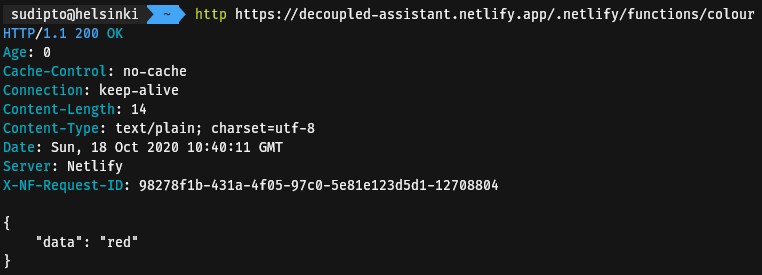 sudipto@helsinki ~ http https://decoupled-assistant.netlify.app/.netlify/functions/colour
HTTP/1.1 200 OK
Age: 0
Cache-Control: no-cache
Connection: keep-alive
Content-Length: 14
Content-Type: text/plain; charset=utf-8
Date: Sun, 18 Oct 2020 10:40:11 GMT
Server: Netlify
X-NF-Request-ID: 98278f1b-431a-4f05-97c0-5e81e123d5d1-12708804
{
"data": "red"
}